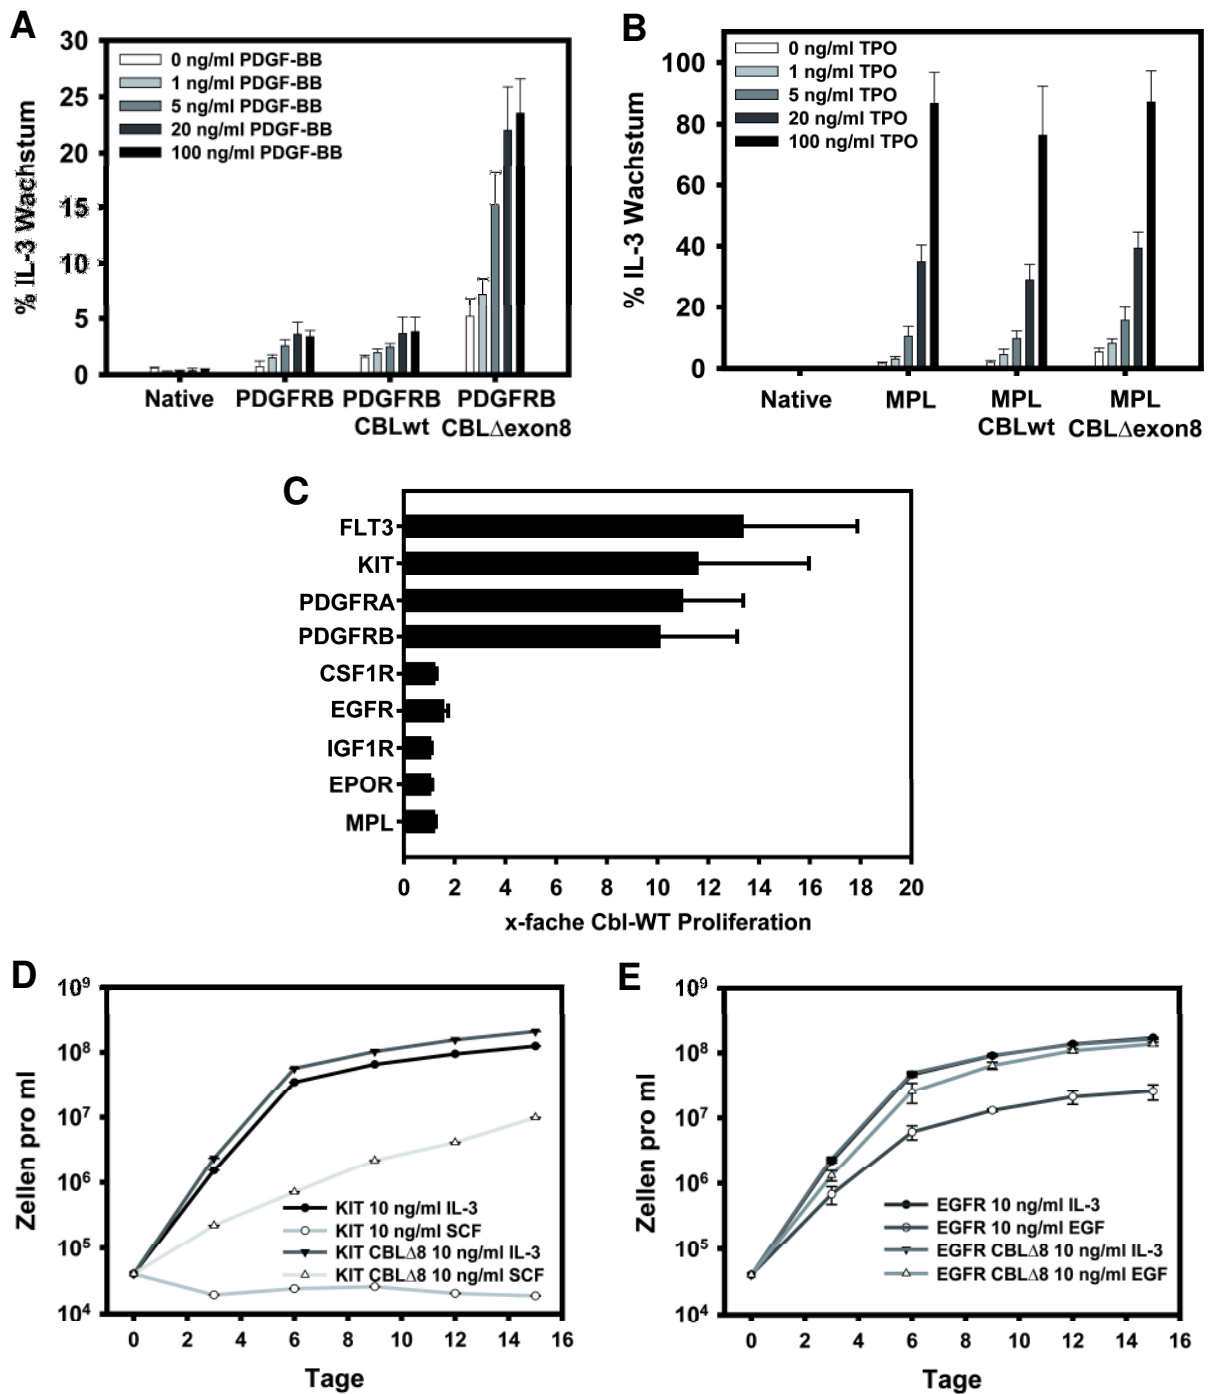 A
30
25
20
15
10
5
0
% IL-3 Wachstum
0 ng/ml PDGF-BB
1 ng/ml PDGF-BB
5 ng/ml PDGF-BB
20 ng/ml PDGF-BB
100 ng/ml PDGF-BB
Native
PDGFRB
PDGFRB
CBLwt
PDGFRB
CBLΔexon8
B
100
80
60
40
20
0
% IL-3 Wachstum
0 ng/ml TPO
1 ng/ml TPO
5 ng/ml TPO
20 ng/ml TPO
100 ng/ml TPO
Native
MPL
MPL
CBLwt
MPL
CBLΔexon8
C
FLT3
KIT
PDGFRA
PDGFRB
CSF1R
EGFR
IGF1R
EPOR
MPL
0 2 4 6 8 10 12 14 16 18 20
x-fache Cbl-WT Proliferation
D
10⁹
10⁸
10⁷
10⁶
10⁵
10⁴
Zellen pro ml
KIT 10 ng/ml IL-3
KIT 10 ng/ml SCF
KIT CBLΔ8 10 ng/ml IL-3
KIT CBLΔ8 10 ng/ml SCF
0 2 4 6 8 10 12 14 16
Tage
E
10⁹
10⁸
10⁷
10⁶
10⁵
10⁴
Zellen pro ml
EGFR 10 ng/ml IL-3
EGFR 10 ng/ml EGF
EGFR CBLΔ8 10 ng/ml IL-3
EGFR CBLΔ8 10 ng/ml EGF
0 2 4 6 8 10 12 14 16
Tage